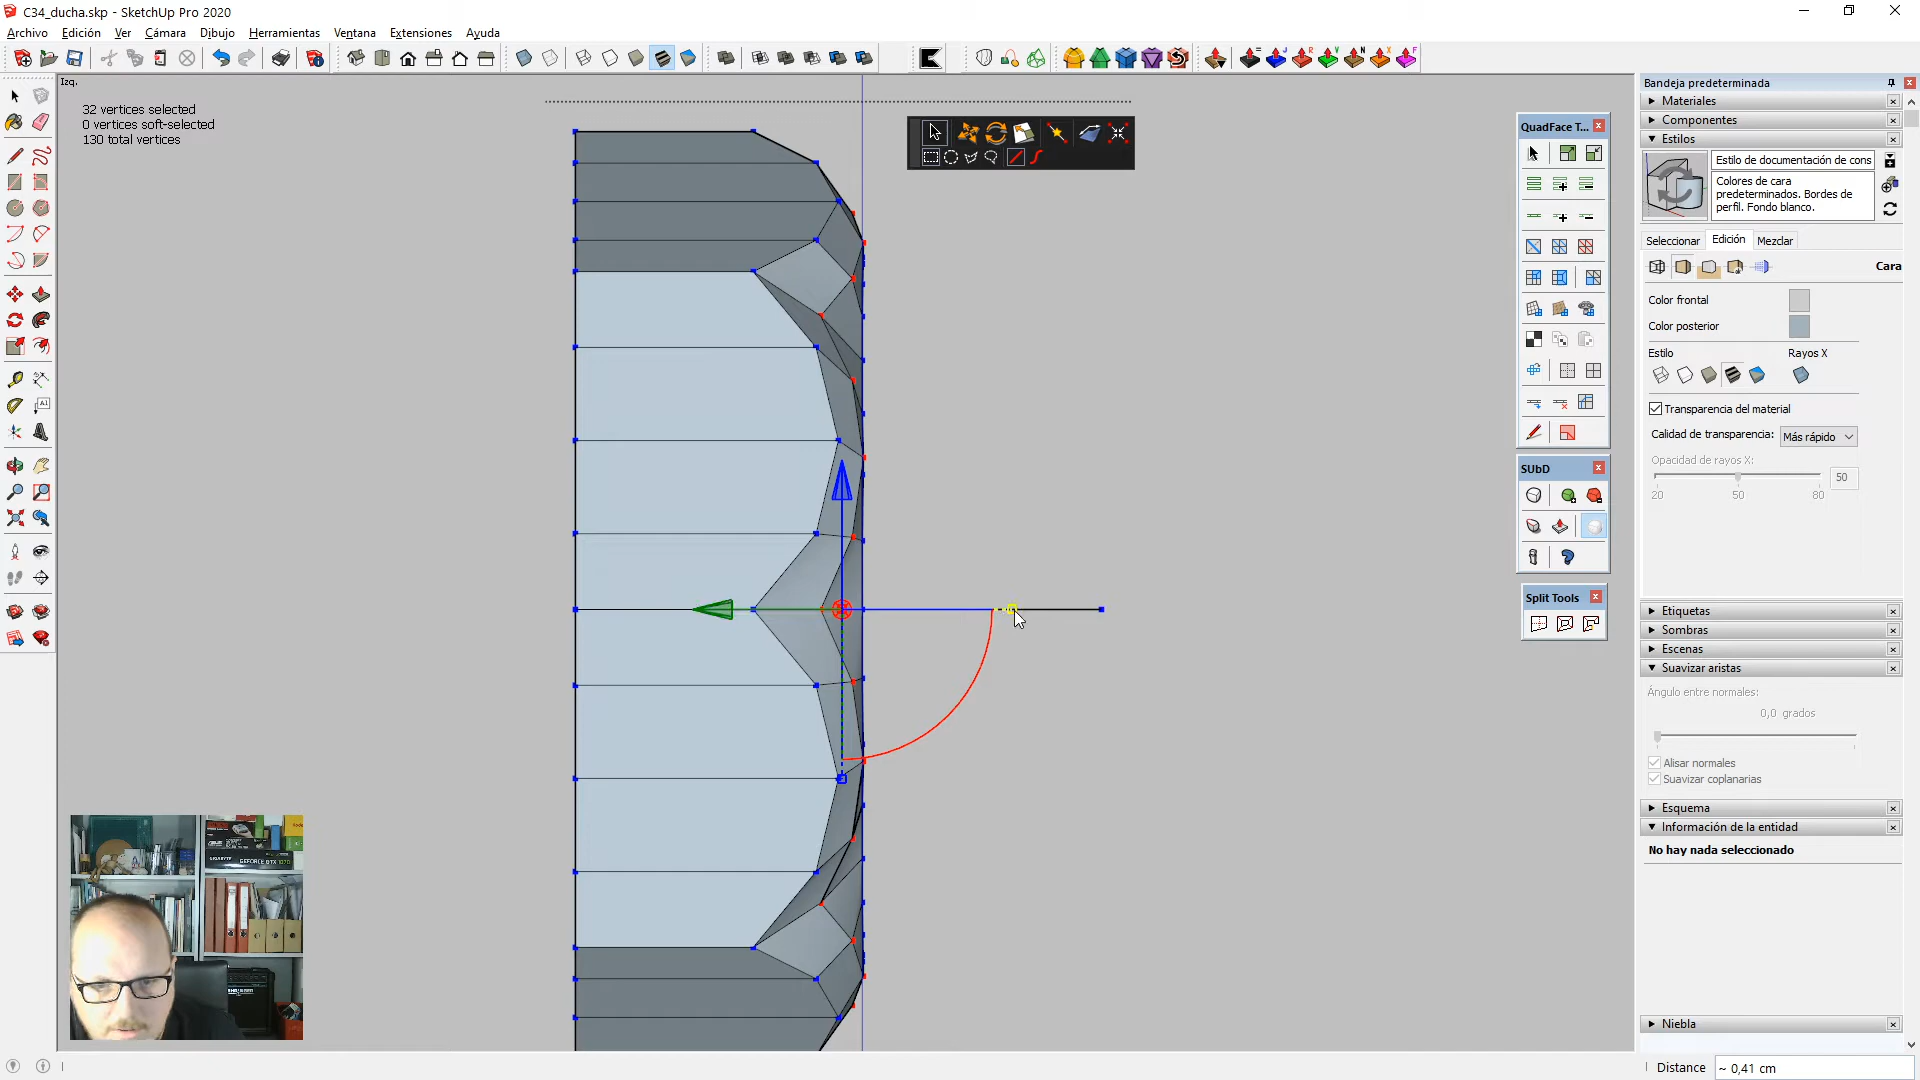 C34_ducha.skp - SketchUp Pro 2020
Archivo Edición Ver Cámara Dibujo Herramientas Ventana Extensiones Ayuda
Izq.
32 vertices selected
0 vertices soft-selected
130 total vertices
QuadFace T...
SUbD
Split Tools
Bandeja predeterminada
Materiales
Componentes
Estilos
Estilo de documentación de cons
Colores de cara
predeterminados. Bordes de
perfil. Fondo blanco.
Seleccionar Edición Mezclar
Cara
Color frontal
Color posterior
Estilo Rayos X
Transparencia del material
Calidad de transparencia: Más rápido
Opacidad de rayos X:
50
20 50 80
Etiquetas
Sombras
Escenas
Suavizar aristas
Ángulo entre normales:
0,0 grados
Alisar normales
Suavizar coplanarias
Esquema
Información de la entidad
No hay nada seleccionado
Niebla
Distance ~ 0,41 cm